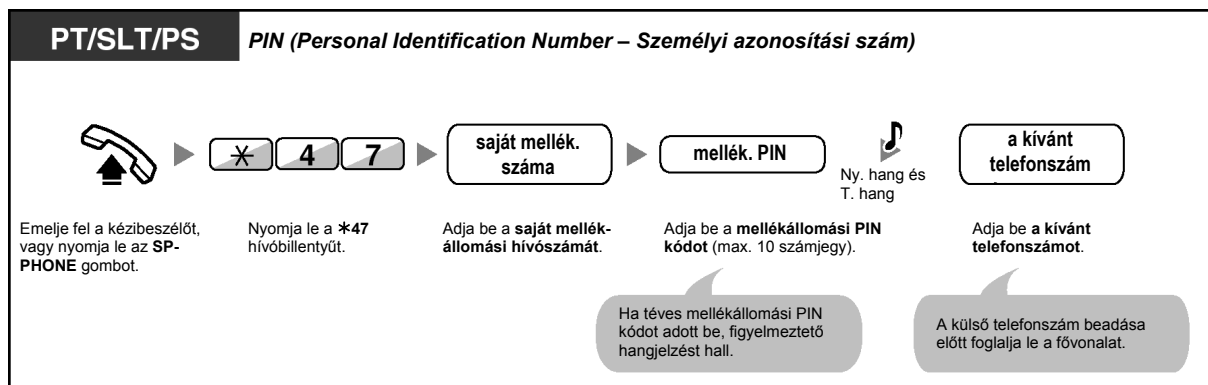 PT/SLT/PS
PIN (Personal Identification Number – Személyi azonosítási szám)
∗ 4 7
saját mellék.
száma
mellék. PIN
Ny. hang és
T. hang
a kívánt
telefonszám
Emelje fel a kézibeszélőt,
vagy nyomja le az SP-
PHONE gombot.
Nyomja le a ∗47
hívóbillentyűt.
Adja be a saját mellék-
állomási hívószámát.
Adja be a mellékállomási PIN
kódot (max. 10 számjegy).
Adja be a kívánt
telefonszámot.
Ha téves mellékállomási PIN
kódot adott be, figyelmeztető
hangjelzést hall.
A külső telefonszám beadása
előtt foglalja le a fővonalat.